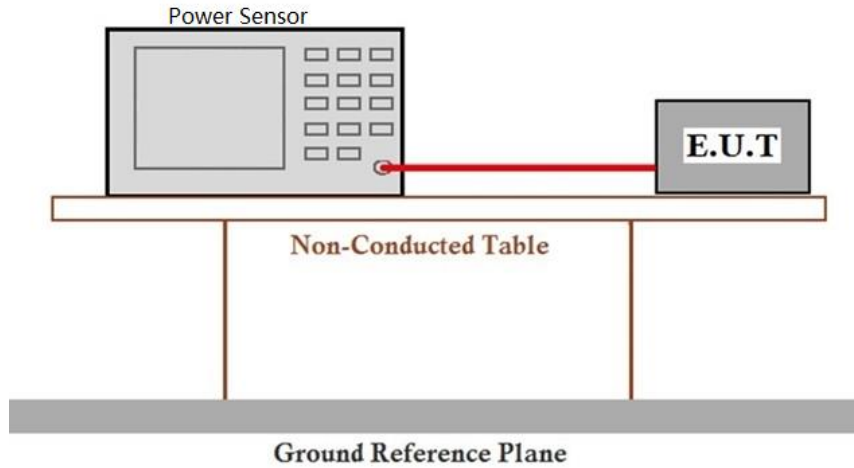 Power Sensor
E.U.T
Non-Conducted Table
Ground Reference Plane